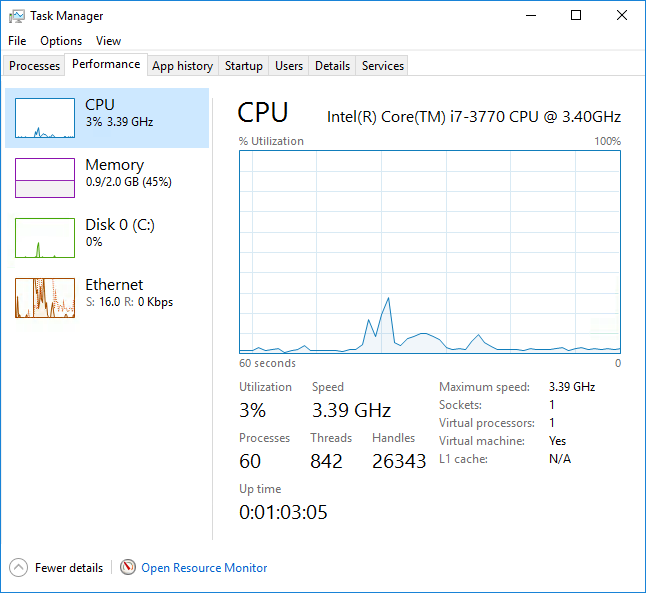 Task Manager
File Options View
Processes Performance App history Startup Users Details Services
CPU
3% 3.39 GHz
Memory
0.9/2.0 GB (45%)
Disk 0 (C:)
0%
Ethernet
S: 16.0 R: 0 Kbps
CPU Intel(R) Core(TM) i7-3770 CPU @ 3.40GHz
% Utilization 100%
60 seconds 0
Utilization Speed
3% 3.39 GHz
Processes Threads Handles
60 842 26343
Up time
0:01:03:05
Maximum speed: 3.39 GHz
Sockets: 1
Virtual processors: 1
Virtual machine: Yes
L1 cache: N/A
Fewer details Open Resource Monitor